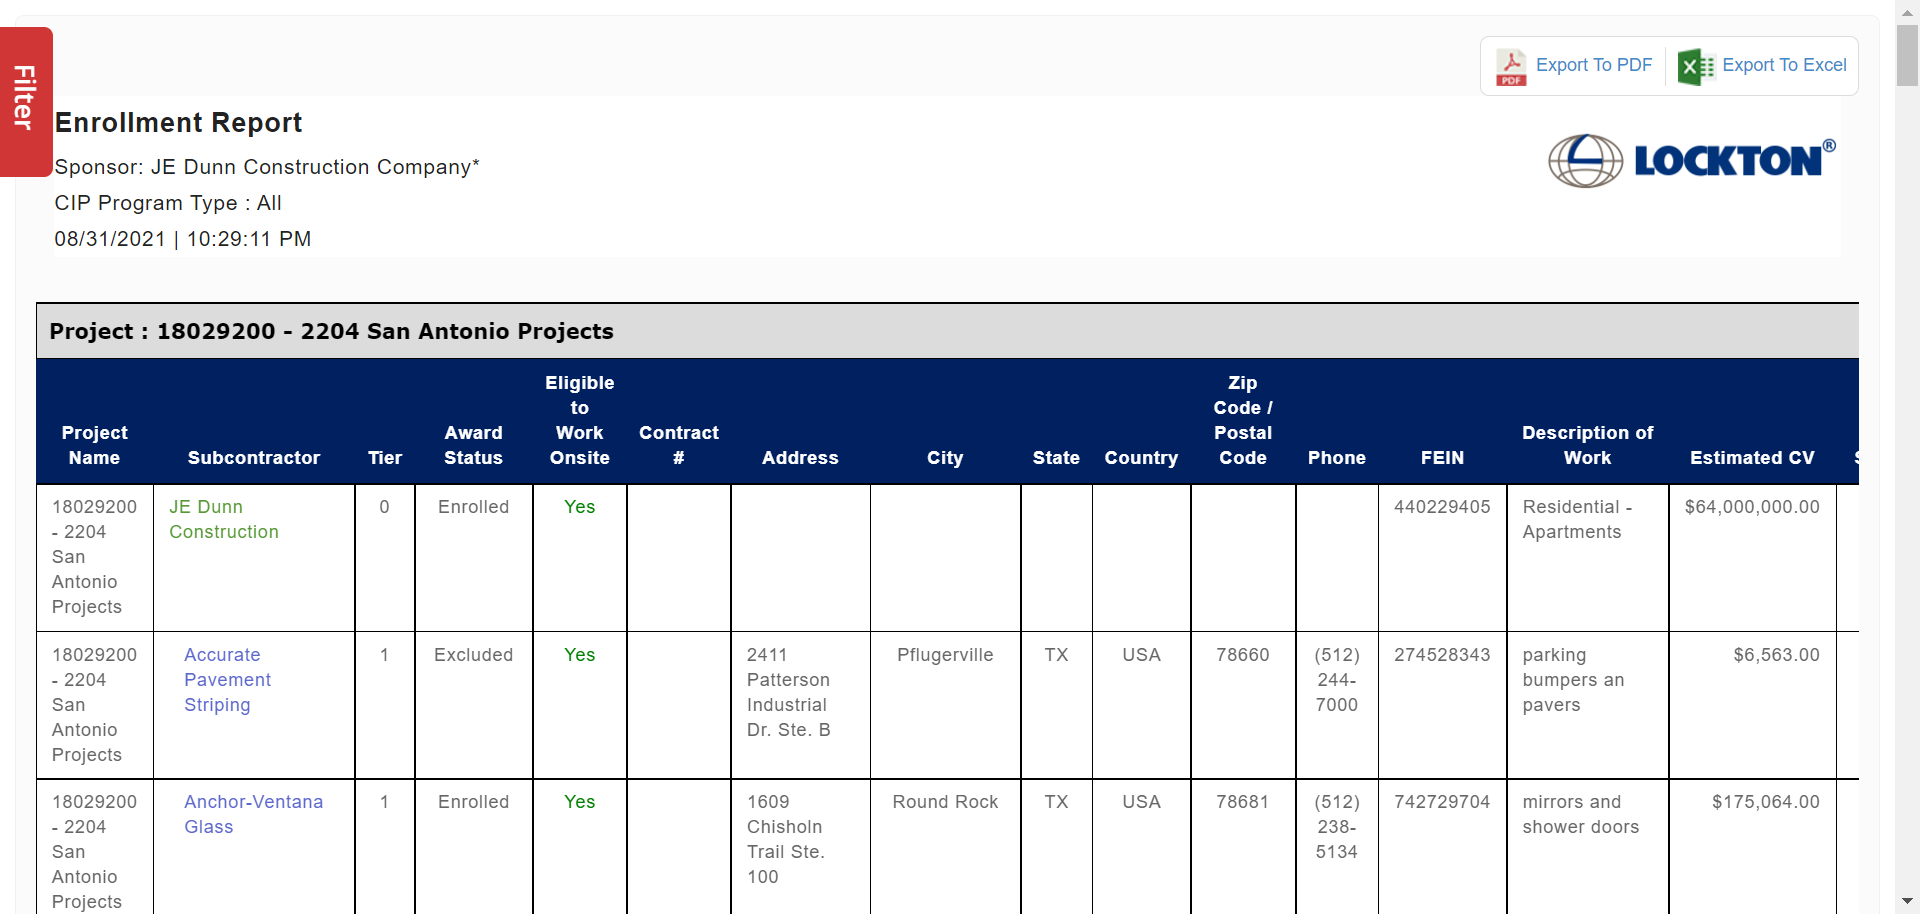 Filter
PDF
Export To PDF
Export To Excel
Enrollment Report
Sponsor: JE Dunn Construction Company*
CIP Program Type : All
08/31/2021 | 10:29:11 PM
LOCKTON®
Project : 18029200 - 2204 San Antonio Projects
Project
Name
Subcontractor
Tier
Award
Status
Eligible
to
Work
Onsite
Contract
#
Address
City
State
Country
Zip
Code /
Postal
Code
Phone
FEIN
Description of
Work
Estimated CV
18029200
- 2204
San
Antonio
Projects
JE Dunn
Construction
0
Enrolled
Yes
440229405
Residential -
Apartments
$64,000,000.00
18029200
- 2204
San
Antonio
Projects
Accurate
Pavement
Striping
1
Excluded
Yes
2411
Patterson
Industrial
Dr. Ste. B
Pflugerville
TX
USA
78660
(512)
244-
7000
274528343
parking
bumpers an
pavers
$6,563.00
18029200
- 2204
San
Antonio
Projects
Anchor-Ventana
Glass
1
Enrolled
Yes
1609
Chisholn
Trail Ste.
100
Round Rock
TX
USA
78681
(512)
238-
5134
742729704
mirrors and
shower doors
$175,064.00